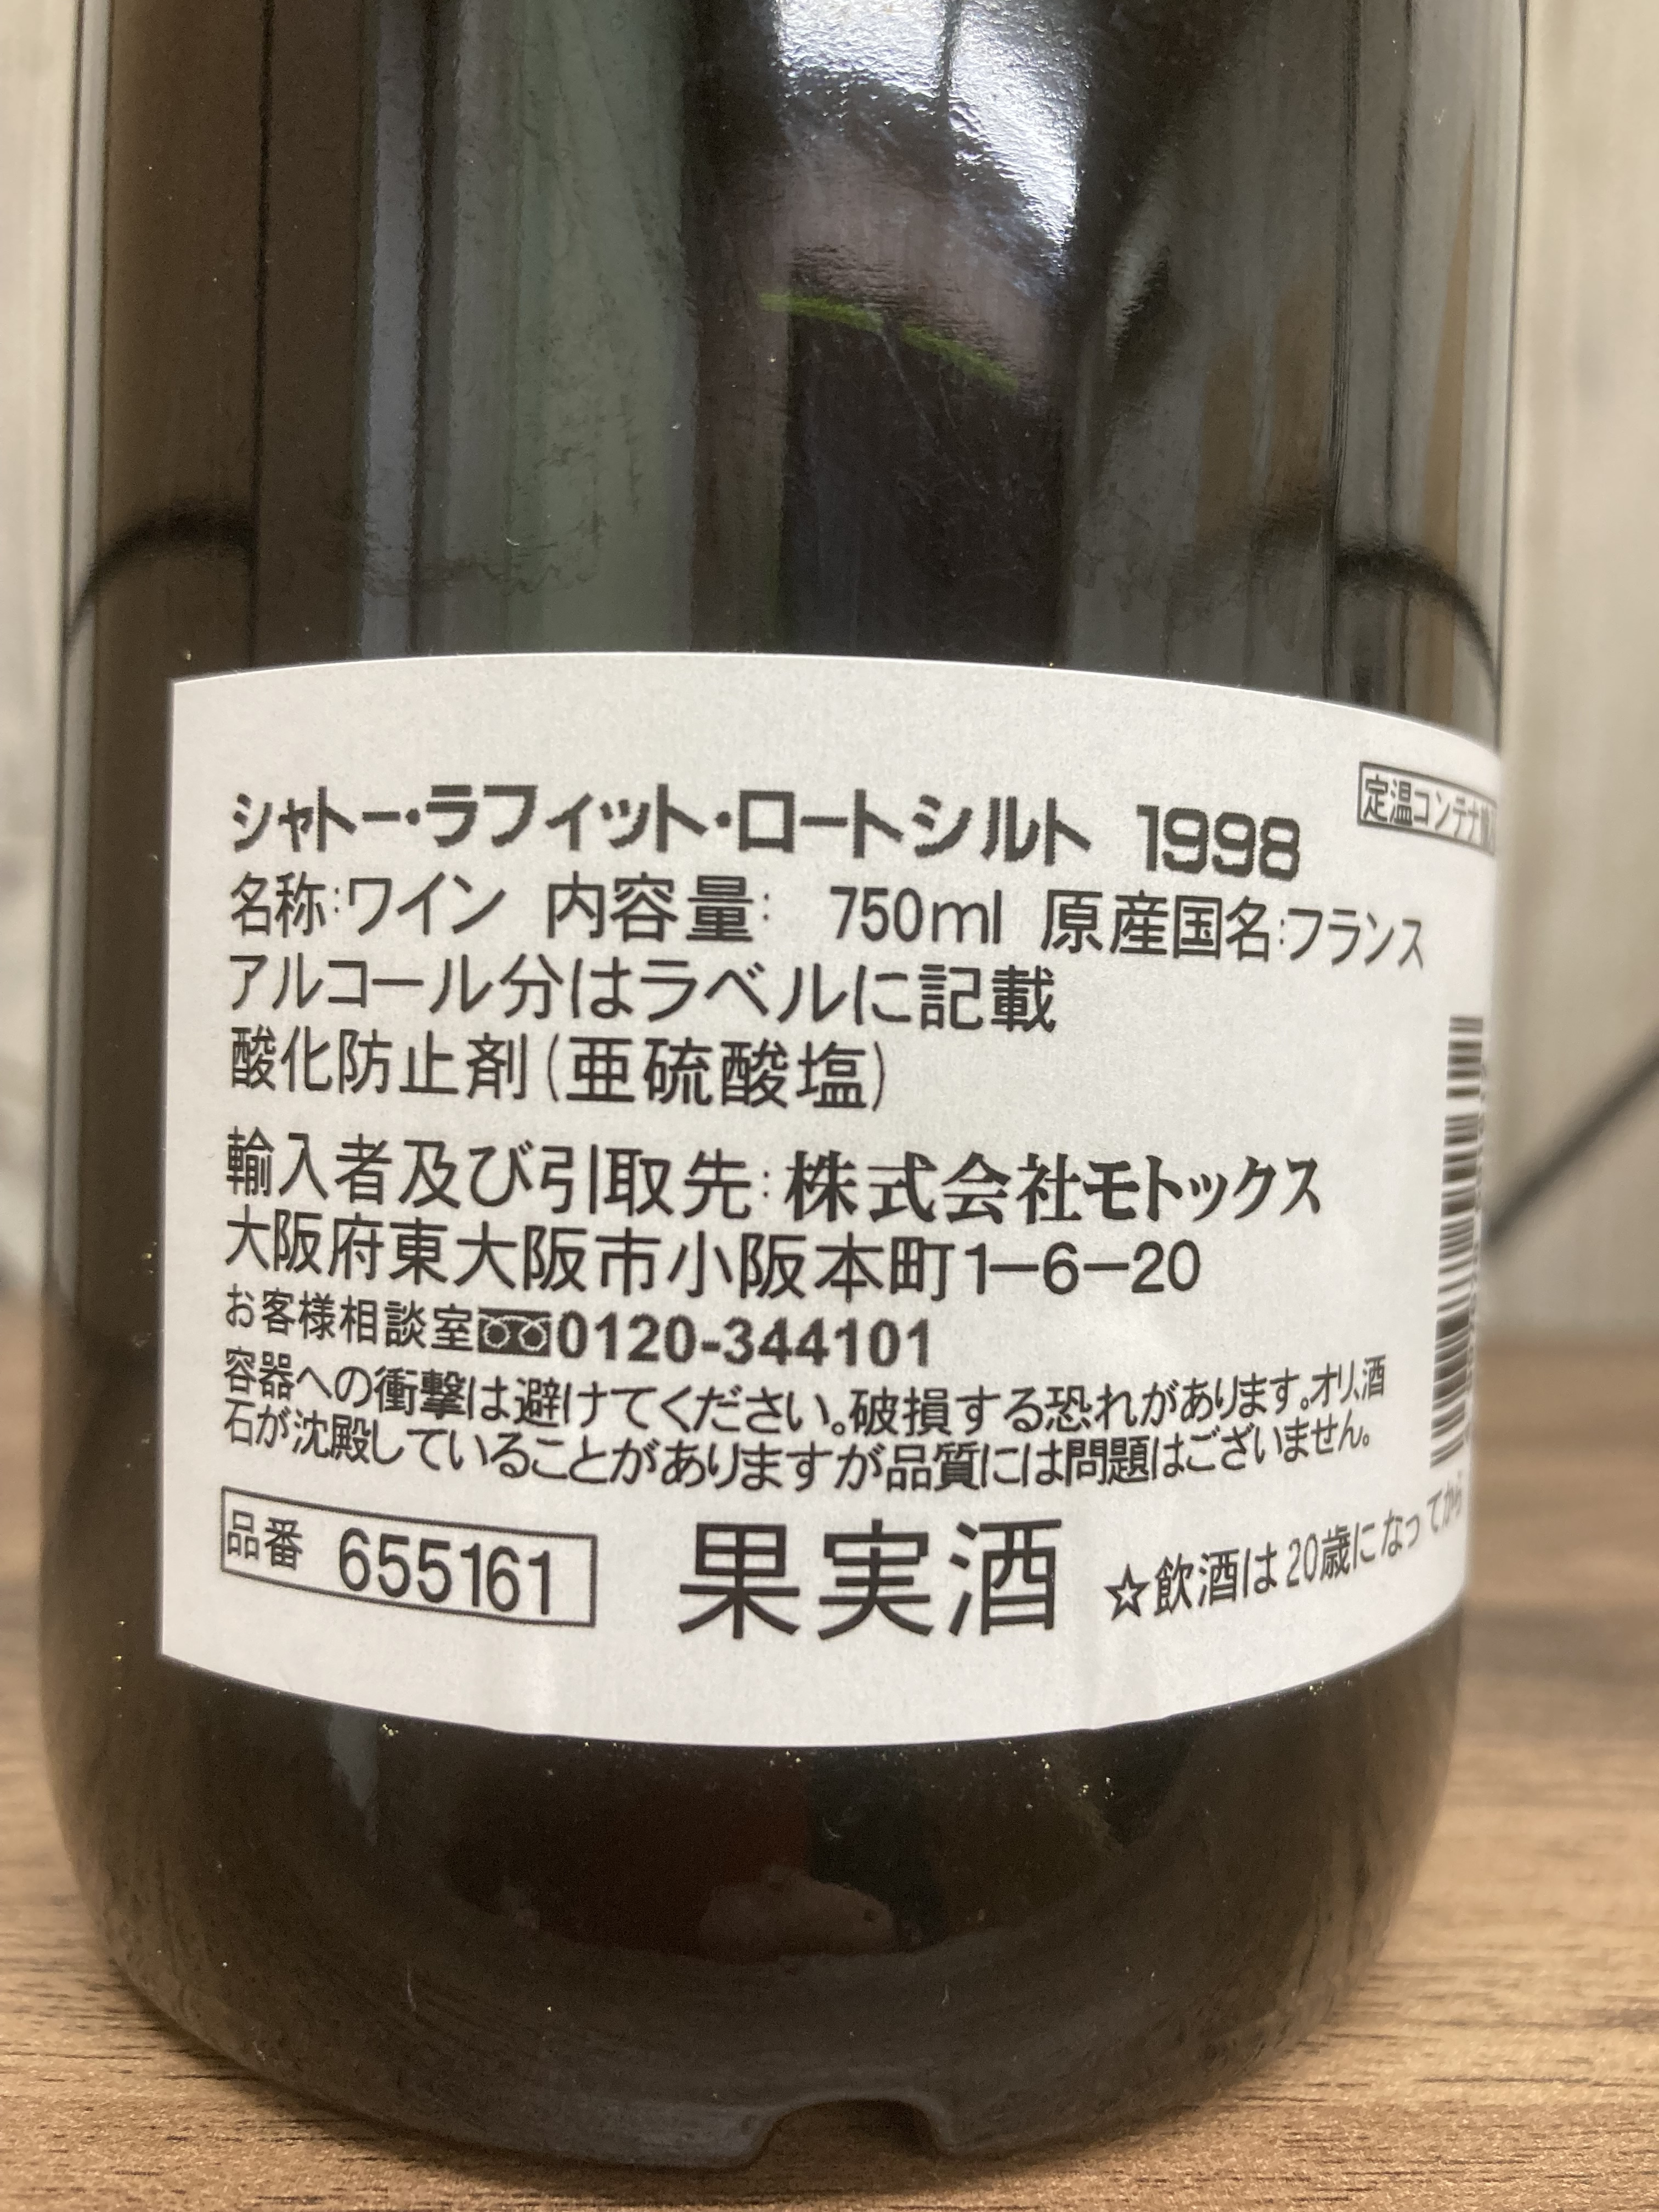 シャトー・ラフィット・ロートシルト 1998
定温コンテナ
名称:ワイン 内容量: 750ml 原産国名:フランス
アルコール分はラベルに記載
酸化防止剤(亜硫酸塩)
輸入者及び引取先:株式会社モトックス
大阪府東大阪市小阪本町1-6-20
お客様相談室 0120-344101
容器への衝撃は避けてください。破損する恐れがあります。オリ、酒
石が沈殿していることがありますが品質には問題はございません。
品番 655161
果実酒 ☆飲酒は20歳になってから